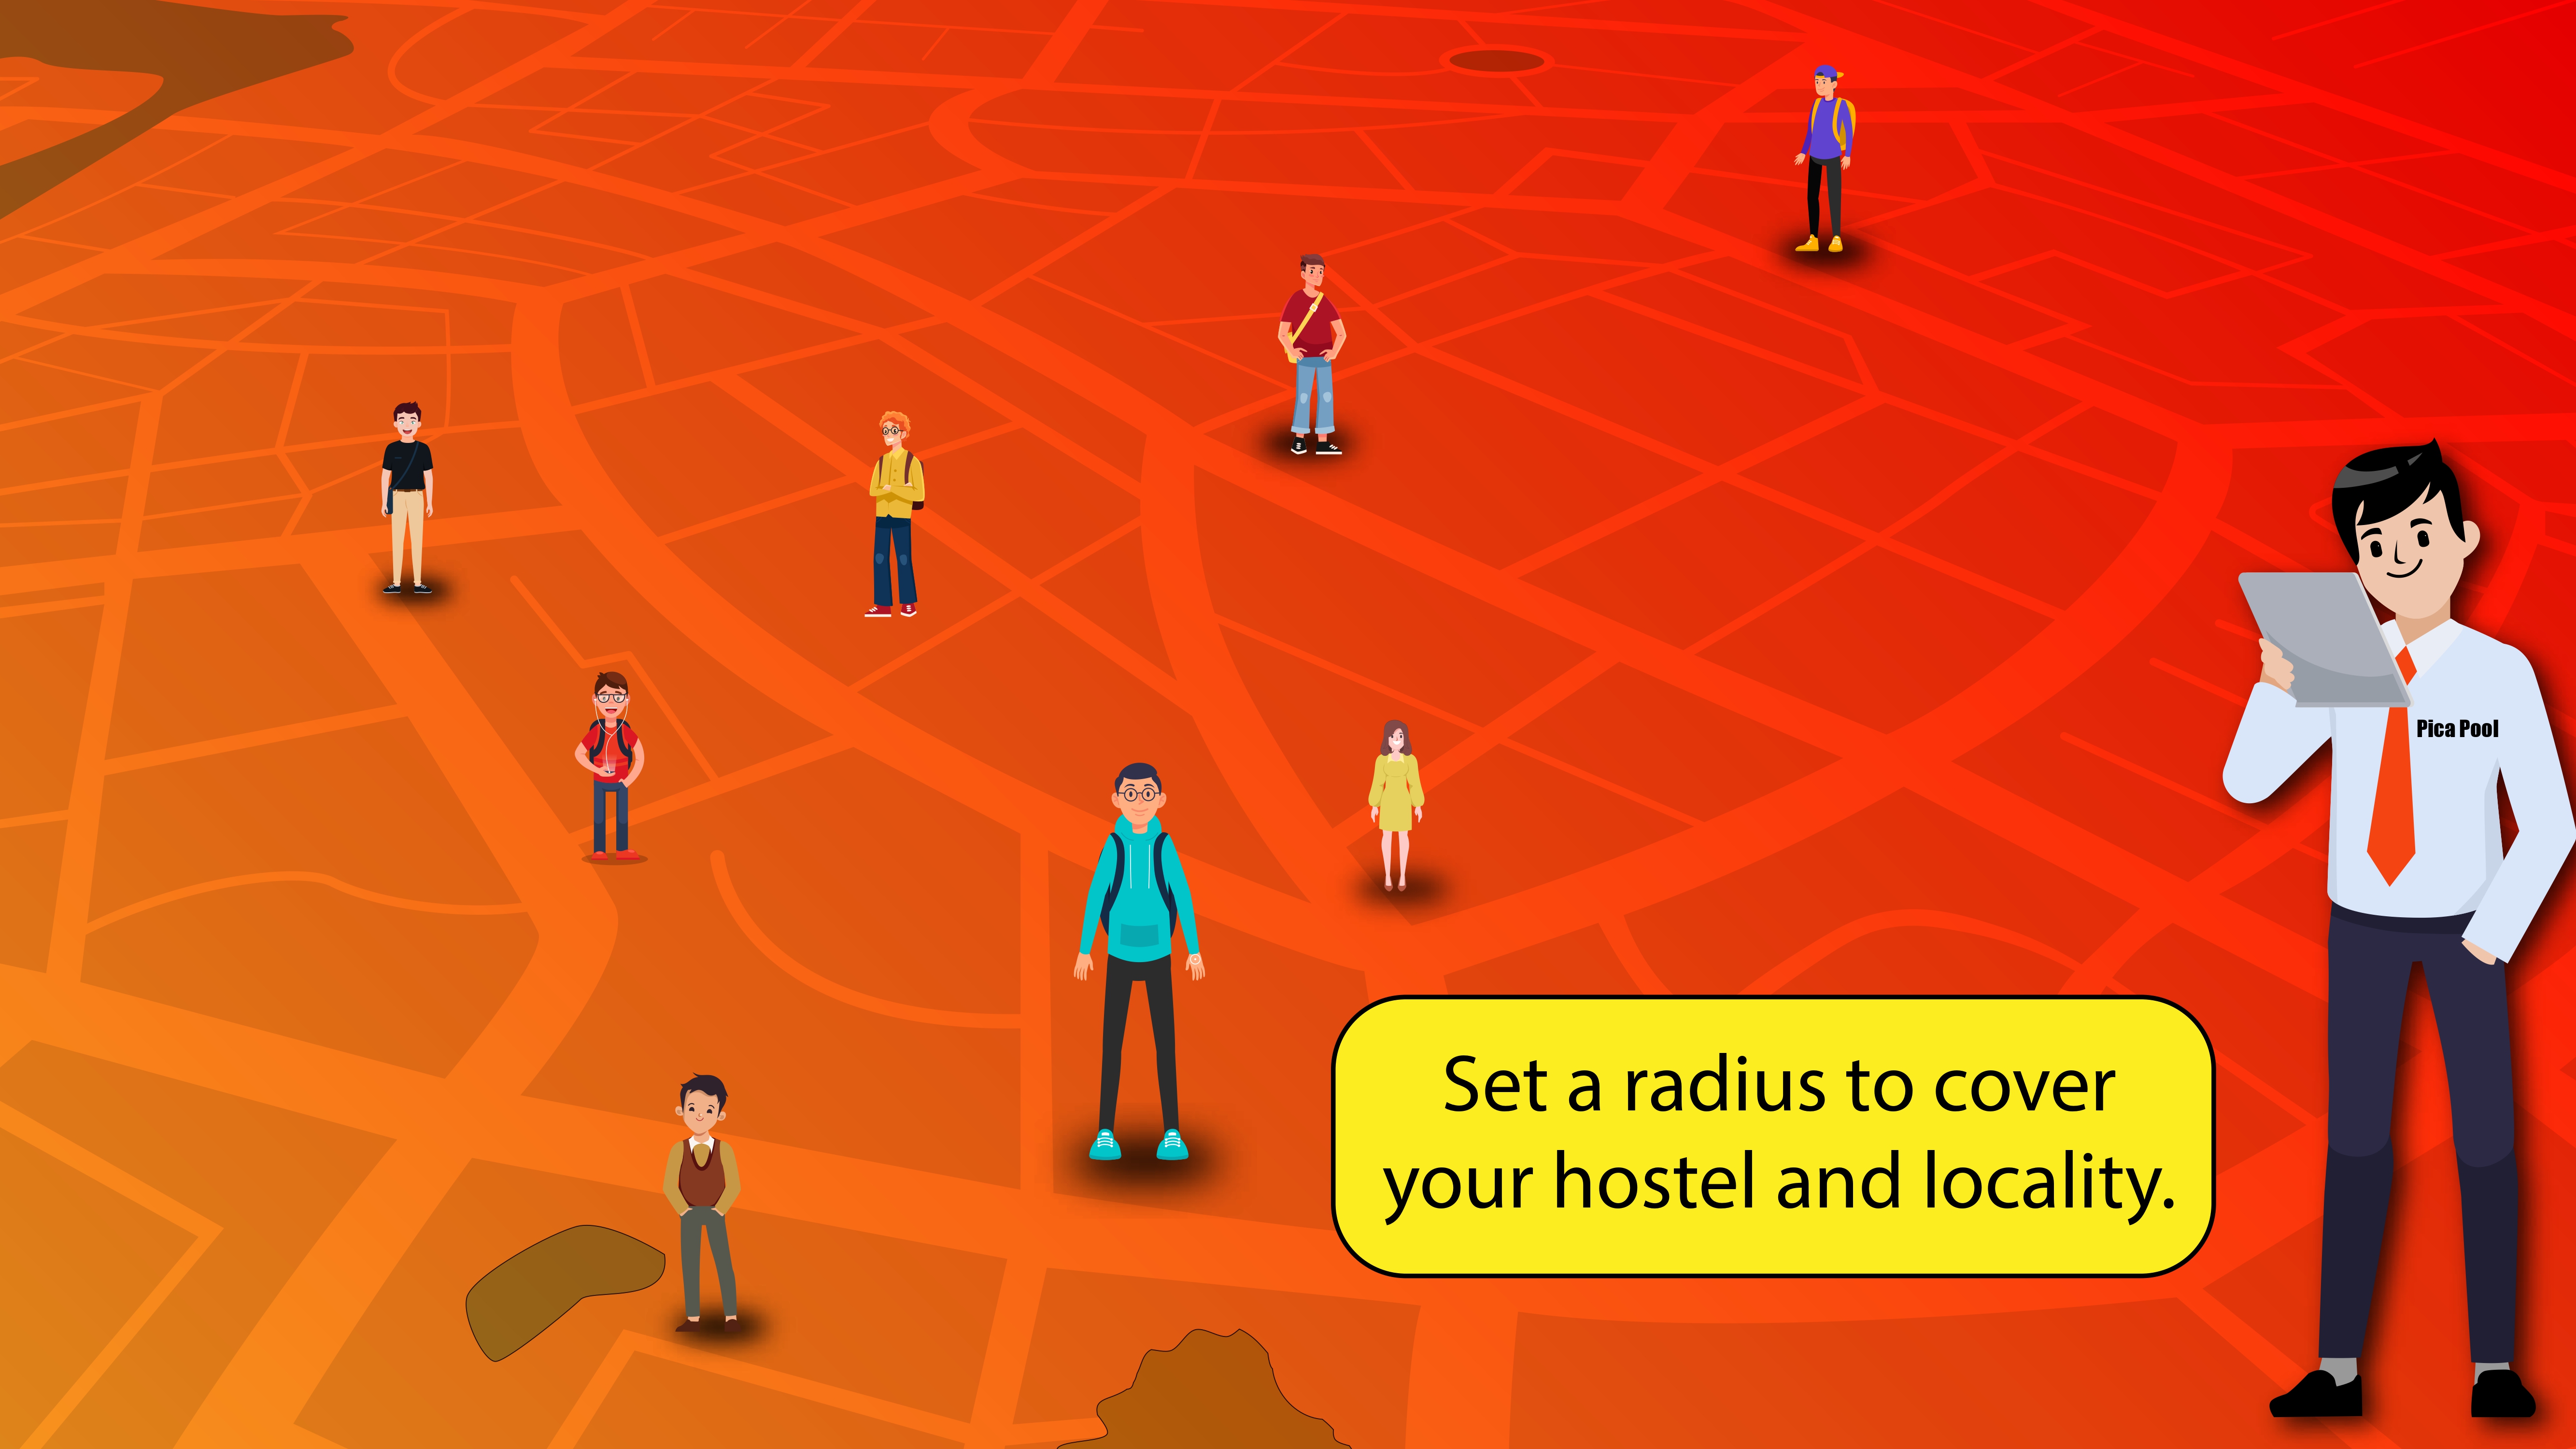 Pica Pool
Set a radius to cover
your hostel and locality.